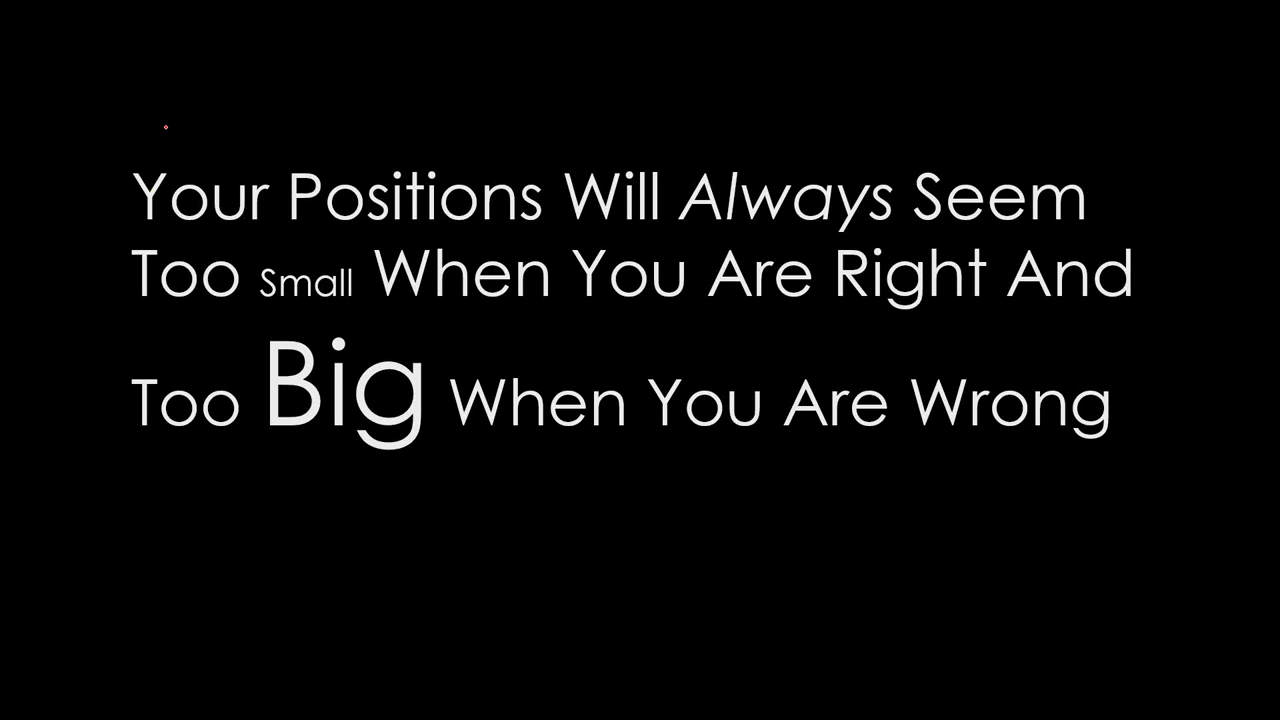 Your Positions Will Always Seem
Too Small When You Are Right And
Too Big When You Are Wrong